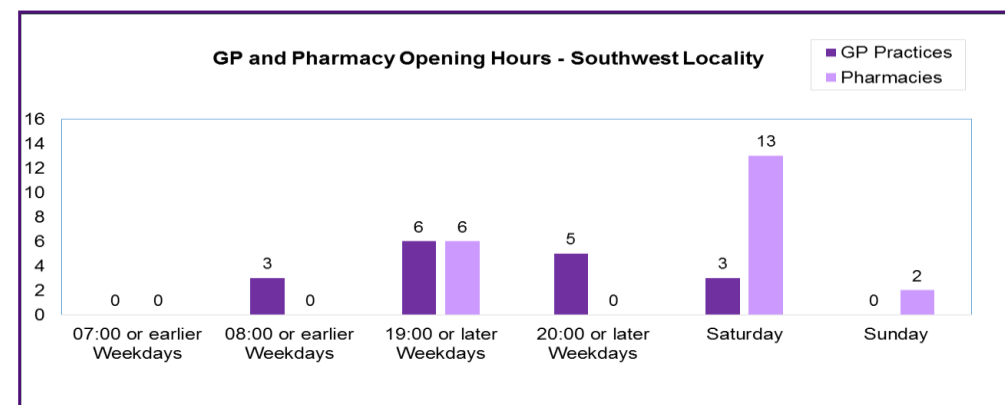 GP and Pharmacy Opening Hours - Southwest Locality
GP Practices
Pharmacies
16
14
12
10
8
6
4
2
0
0 0
3 0
6 6
5 0
3 13
0 2
07:00 or earlier
Weekdays
08:00 or earlier
Weekdays
19:00 or later
Weekdays
20:00 or later
Weekdays
Saturday
Sunday